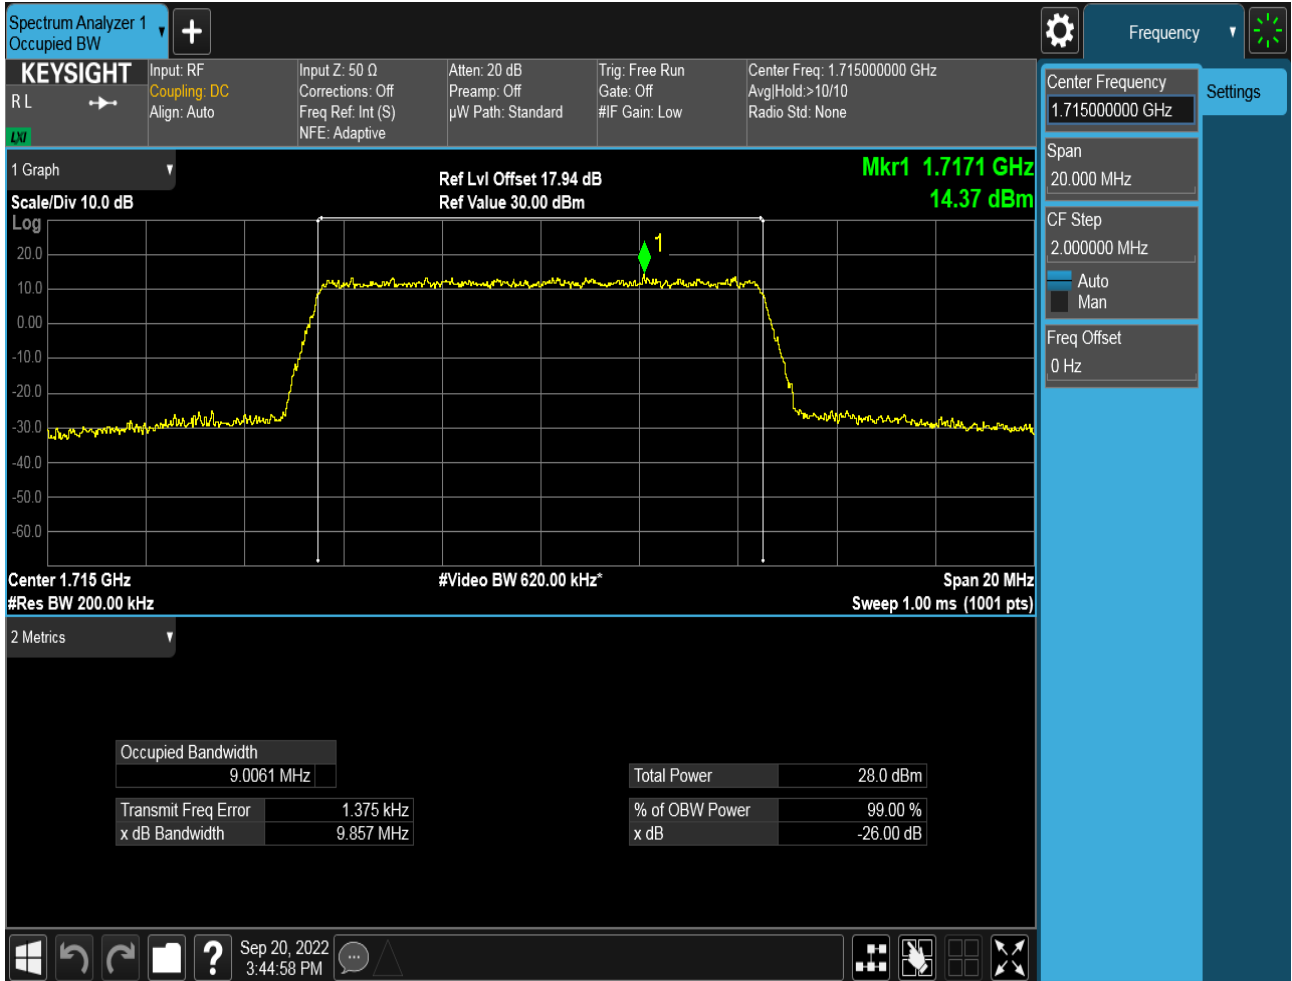 Spectrum Analyzer 1
Occupied BW
Frequency
KEYSIGHT
R L
LXI
Input: RF
Coupling: DC
Align: Auto
Input Z: 50 Ω
Corrections: Off
Freq Ref: Int (S)
NFE: Adaptive
Atten: 20 dB
Preamp: Off
µW Path: Standard
Trig: Free Run
Gate: Off
#IF Gain: Low
Center Freq: 1.715000000 GHz
Avg|Hold:>10/10
Radio Std: None
Center Frequency
1.715000000 GHz
Settings
Span
20.000 MHz
CF Step
2.000000 MHz
Auto
Man
Freq Offset
0 Hz
1 Graph
Scale/Div 10.0 dB
Ref Lvl Offset 17.94 dB
Ref Value 30.00 dBm
Mkr1 1.7171 GHz
14.37 dBm
Log
20.0
10.0
0.00
-10.0
-20.0
-30.0
-40.0
-50.0
-60.0
1
Center 1.715 GHz
#Res BW 200.00 kHz
#Video BW 620.00 kHz*
Span 20 MHz
Sweep 1.00 ms (1001 pts)
2 Metrics
Occupied Bandwidth
9.0061 MHz
Transmit Freq Error 1.375 kHz
x dB Bandwidth 9.857 MHz
Total Power 28.0 dBm
% of OBW Power 99.00 %
x dB -26.00 dB
?
Sep 20, 2022
3:44:58 PM